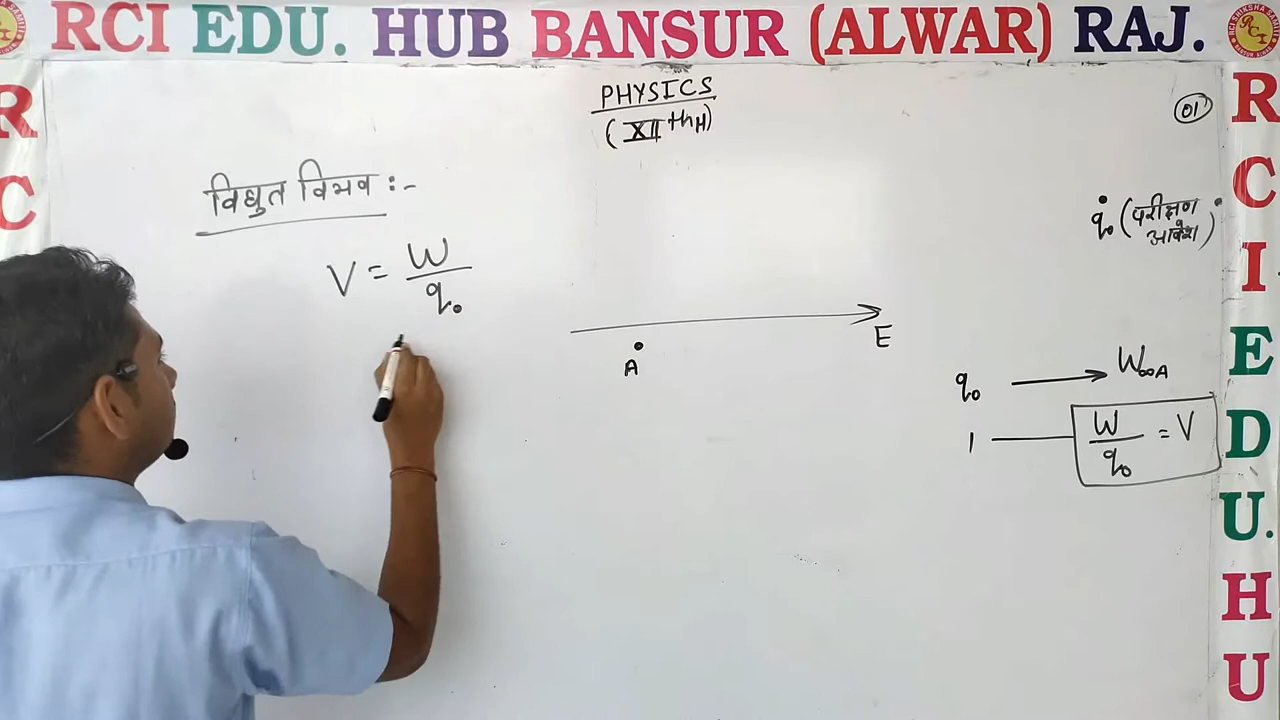 RCI EDU. HUB BANSUR (ALWAR) RAJ.
PHYSICS
(XII th H)
01
विद्युत विभव :-
V = W
q₀
A
E
q₀ (परीक्षण
आवेश)
q₀ → W∞A
1 — W = V
q₀
R
C
R
C
I
E
D
U.
H
U